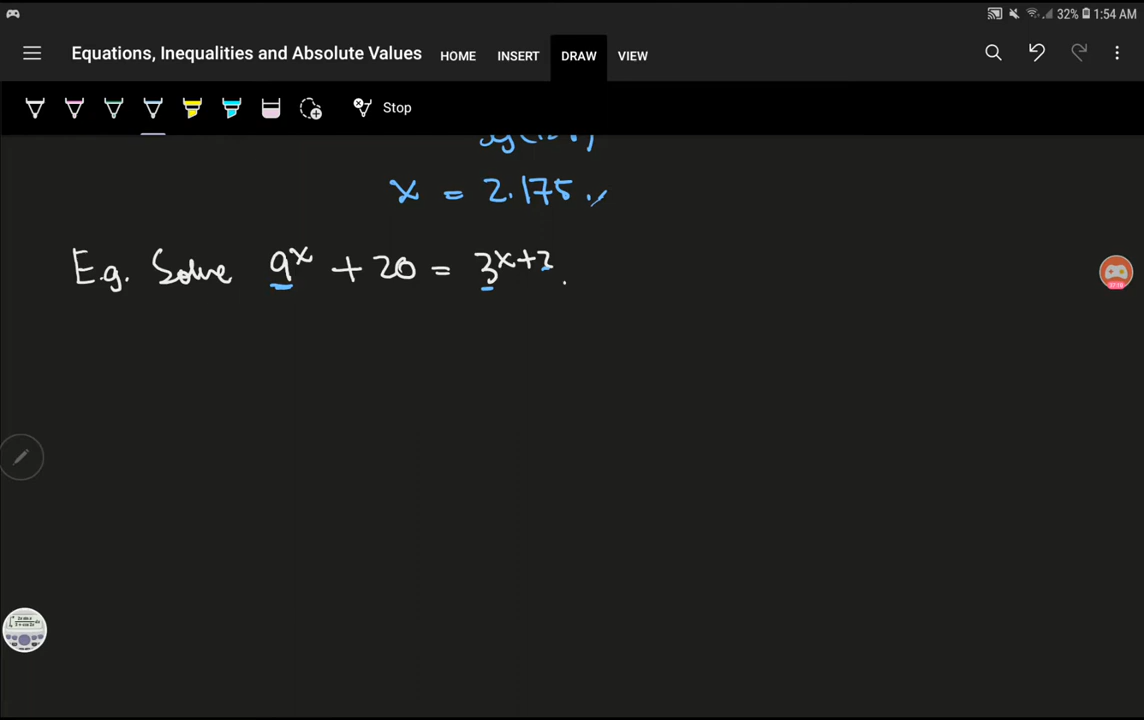 32% 1:54 AM
Equations, Inequalities and Absolute Values HOME INSERT DRAW VIEW
Stop
x = 2.175
E.g. Solve 9^x + 20 = 3^{x+2}.